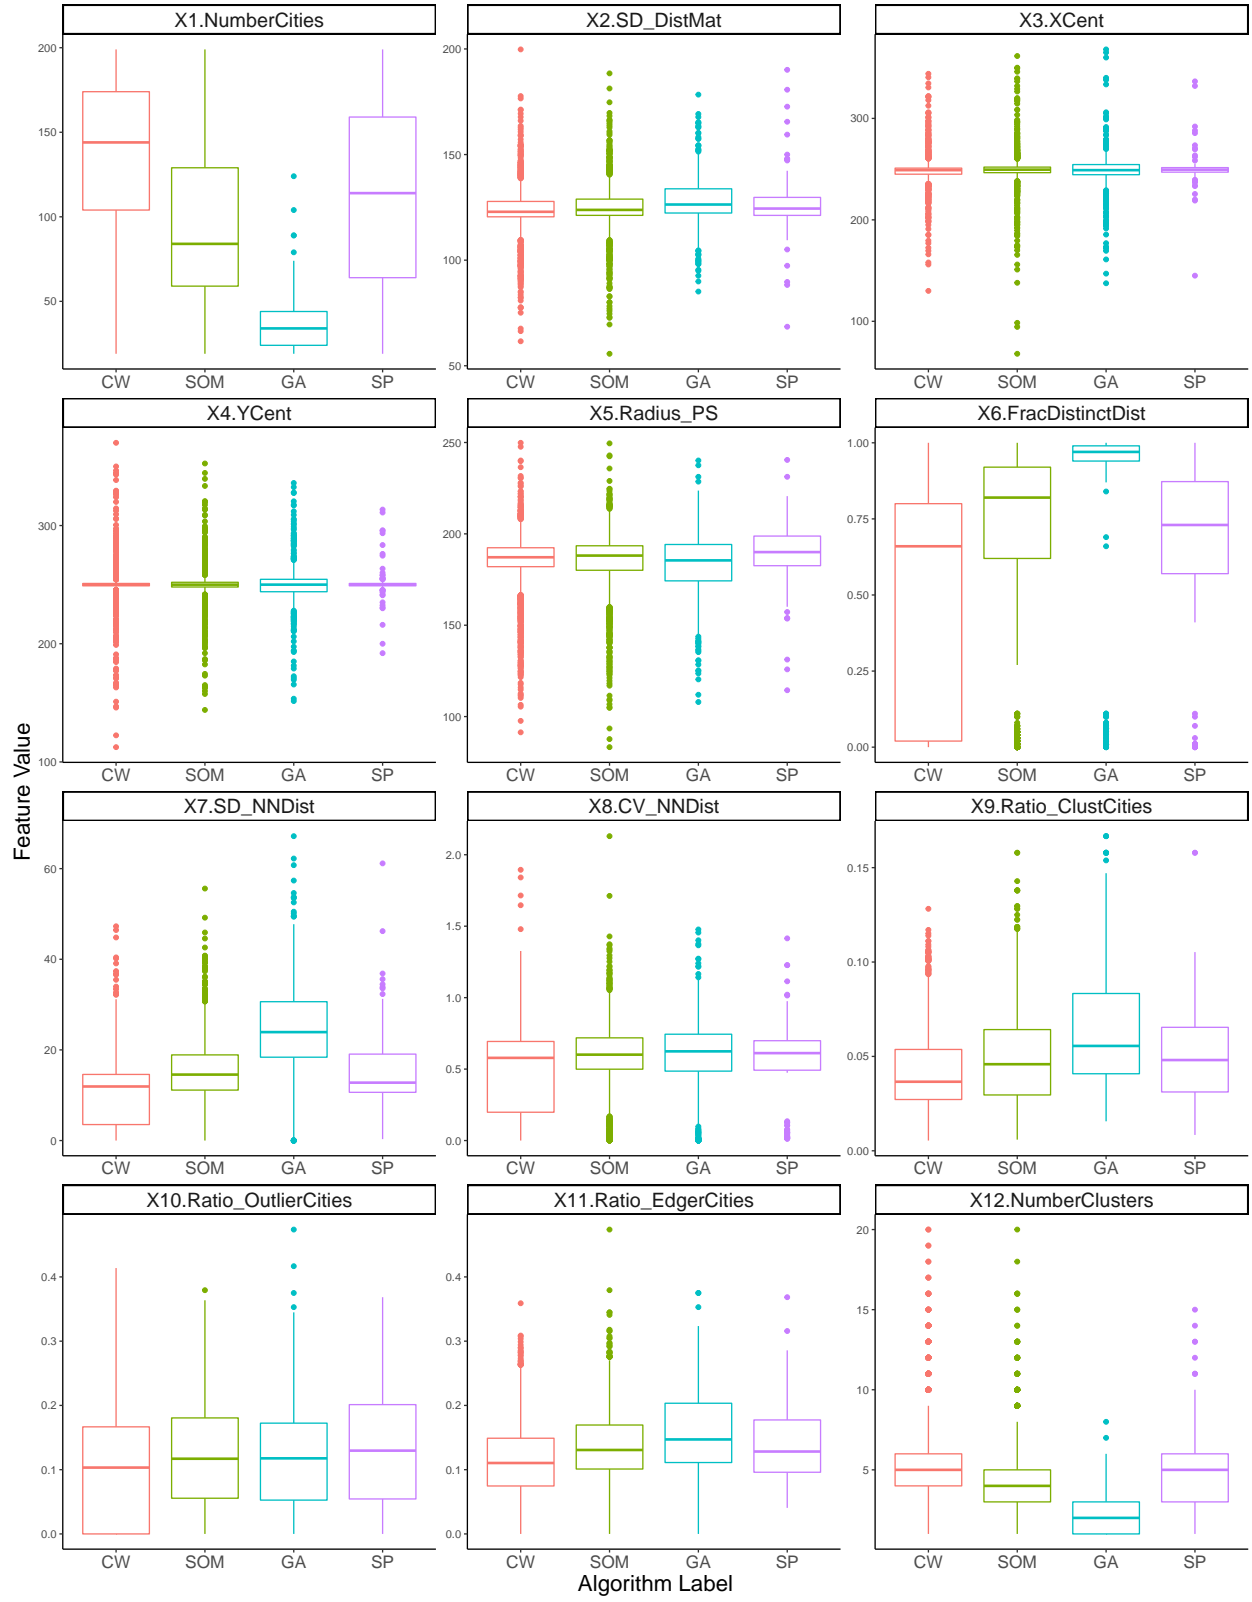 X1.NumberCities
X2.SD_DistMat
X3.XCent
200
150
100
50
CW SOM GA SP
200
150
100
50
CW SOM GA SP
300
200
100
CW SOM GA SP
X4.YCent
X5.Radius_PS
X6.FracDistinctDist
300
200
100
CW SOM GA SP
250
200
150
100
CW SOM GA SP
1.00
0.75
0.50
0.25
0.00
CW SOM GA SP
Feature Value
X7.SD_NNDist
X8.CV_NNDist
X9.Ratio_ClustCities
60
40
20
0
CW SOM GA SP
2.0
1.5
1.0
0.5
0.0
CW SOM GA SP
0.15
0.10
0.05
0.00
CW SOM GA SP
X10.Ratio_OutlierCities
X11.Ratio_EdgerCities
X12.NumberClusters
0.4
0.3
0.2
0.1
0.0
CW SOM GA SP
0.4
0.3
0.2
0.1
0.0
CW SOM GA SP
20
15
10
5
CW SOM GA SP
Algorithm Label